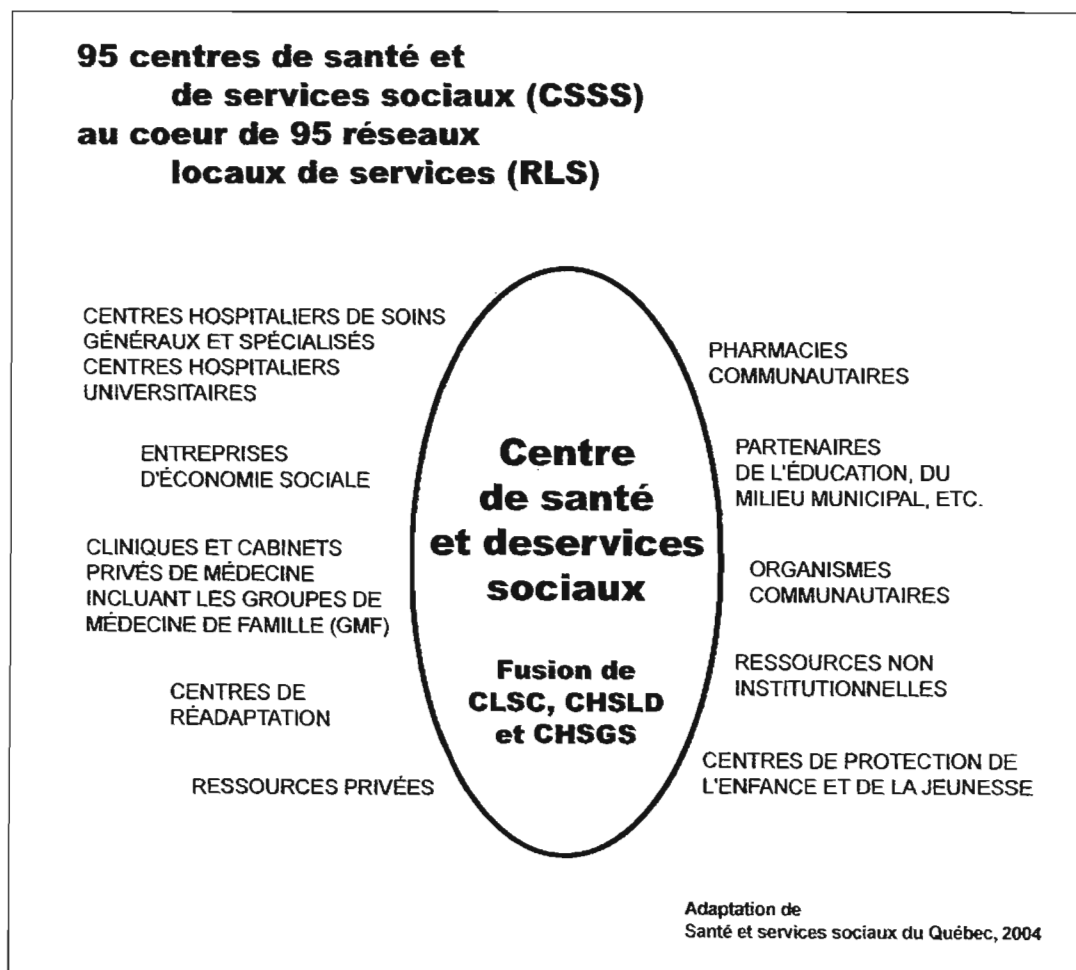 95 centres de santé et
de services sociaux (CSSS)
au coeur de 95 réseaux
locaux de services (RLS)
CENTRES HOSPITALIERS DE SOINS
GÉNÉRAUX ET SPÉCIALISÉS
CENTRES HOSPITALIERS
UNIVERSITAIRES
ENTREPRISES
D'ÉCONOMIE SOCIALE
CLINIQUES ET CABINETS
PRIVÉS DE MÉDECINE
INCLUANT LES GROUPES DE
MÉDECINE DE FAMILLE (GMF)
CENTRES DE
RÉADAPTATION
RESSOURCES PRIVÉES
Centre
de santé
et deservices
sociaux
Fusion de
CLSC, CHSLD
et CHSGS
PHARMACIES
COMMUNAUTAIRES
PARTENAIRES
DE L'ÉDUCATION, DU
MILIEU MUNICIPAL, ETC.
ORGANISMES
COMMUNAUTAIRES
RESSOURCES NON
INSTITUTIONNELLES
CENTRES DE PROTECTION DE
L'ENFANCE ET DE LA JEUNESSE
Adaptation de
Santé et services sociaux du Québec, 2004